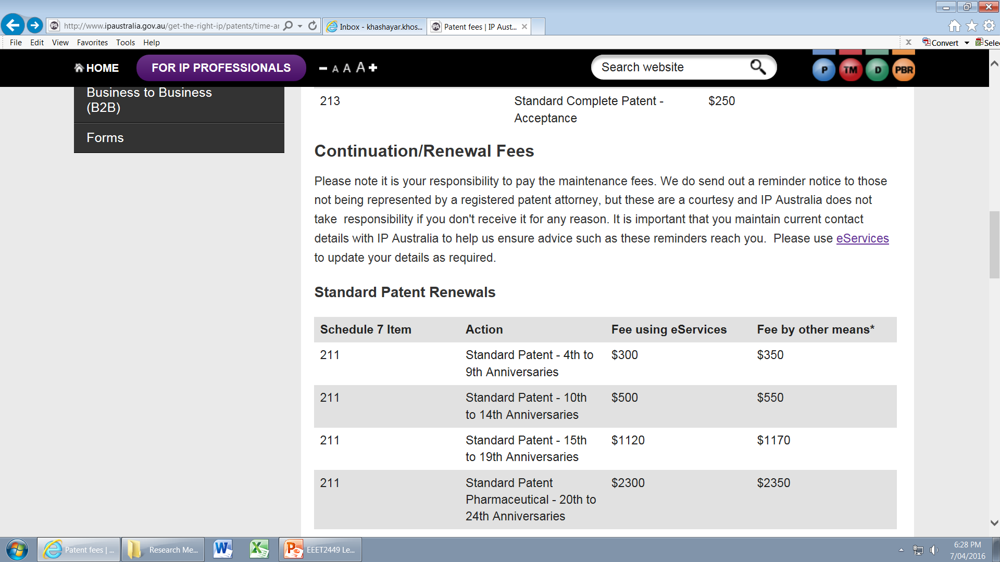 http://www.ipaustralia.gov.au/get-the-right-ip/patents/time-ar
Inbox - khashayar.khos...
Patent fees | IP Aust...
File Edit View Favorites Tools Help
Convert
Selec
HOME
FOR IP PROFESSIONALS
A A A
Search website
P TM D PBR
Business to Business
(B2B)
Forms
213 Standard Complete Patent - $250
Acceptance
Continuation/Renewal Fees
Please note it is your responsibility to pay the maintenance fees. We do send out a reminder notice to those
not being represented by a registered patent attorney, but these are a courtesy and IP Australia does not
take  responsibility if you don't receive it for any reason. It is important that you maintain current contact
details with IP Australia to help us ensure advice such as these reminders reach you.  Please use eServices
to update your details as required.
Standard Patent Renewals
Schedule 7 Item Action Fee using eServices Fee by other means*
211 Standard Patent - 4th to $300 $350
9th Anniversaries
211 Standard Patent - 10th $500 $550
to 14th Anniversaries
211 Standard Patent - 15th $1120 $1170
to 19th Anniversaries
211 Standard Patent $2300 $2350
Pharmaceutical - 20th to
24th Anniversaries
Patent fees | ...
Research Me...
EEET2449 Le...
6:28 PM
7/04/2016